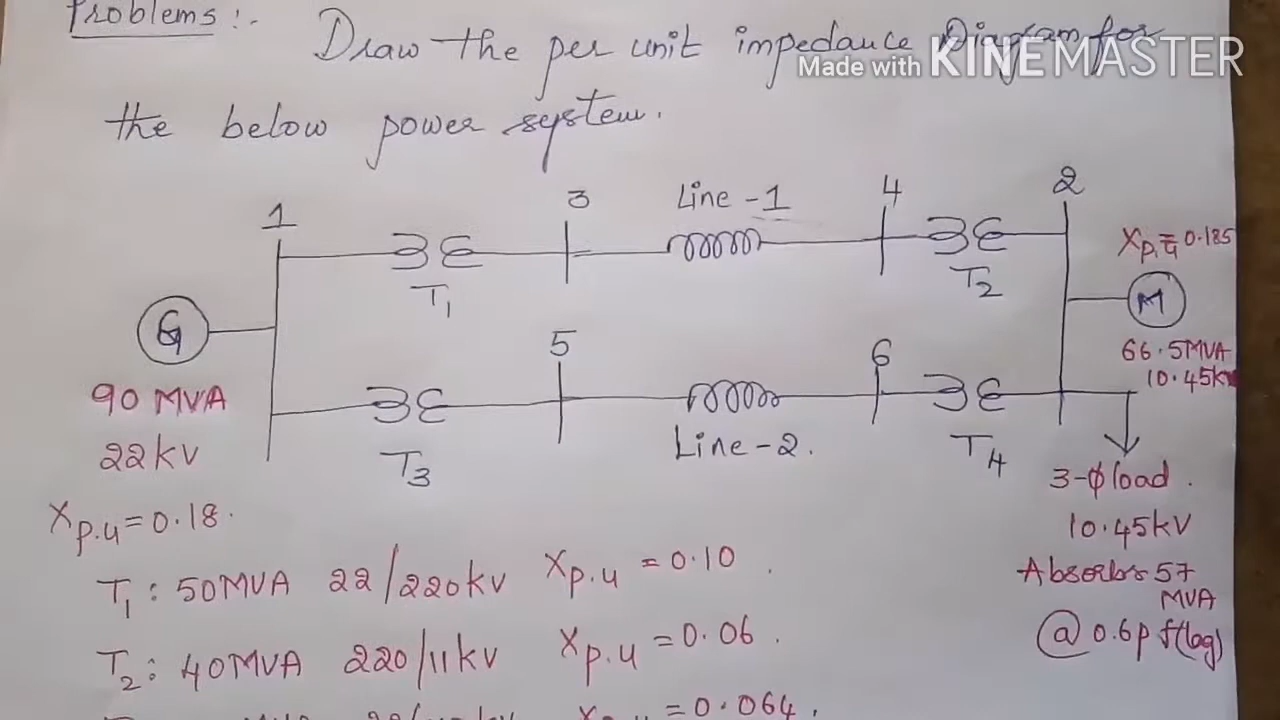 Problems :-
Draw the per unit impedance Diagram for
Made with KINEMASTER
the below power system.
1
3
Line -1
4
2
T1
T2
Xp.u = 0.185
G
M
90 MVA
22kV
66.5MVA
10.45kV
5
6
T3
Line-2.
T4
3-ϕ load.
10.45kV
Absorbs 57
MVA
@ 0.6 p f(lag)
Xp.u = 0.18.
T1 : 50MVA 22/220kV Xp.u = 0.10.
T2 : 40MVA 220/11kV Xp.u = 0.06.
= 0.064.